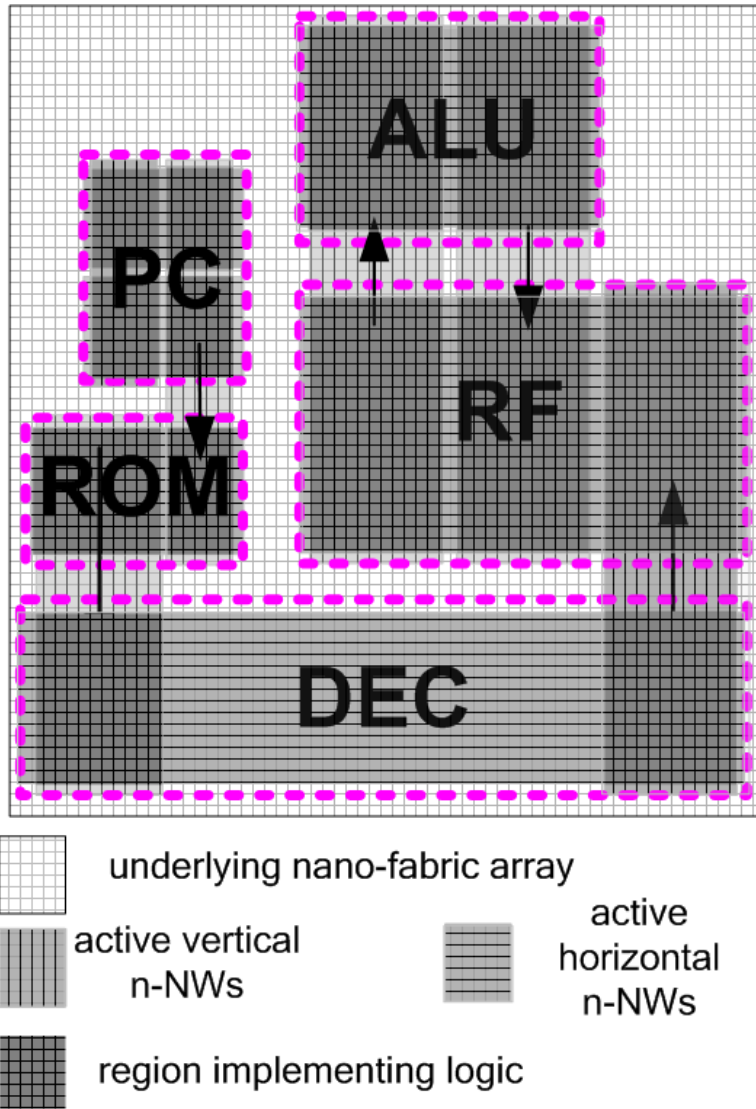 ALU
PC
RF
ROM
DEC
underlying nano-fabric array
active vertical
n-NWs
active
horizontal
n-NWs
region implementing logic